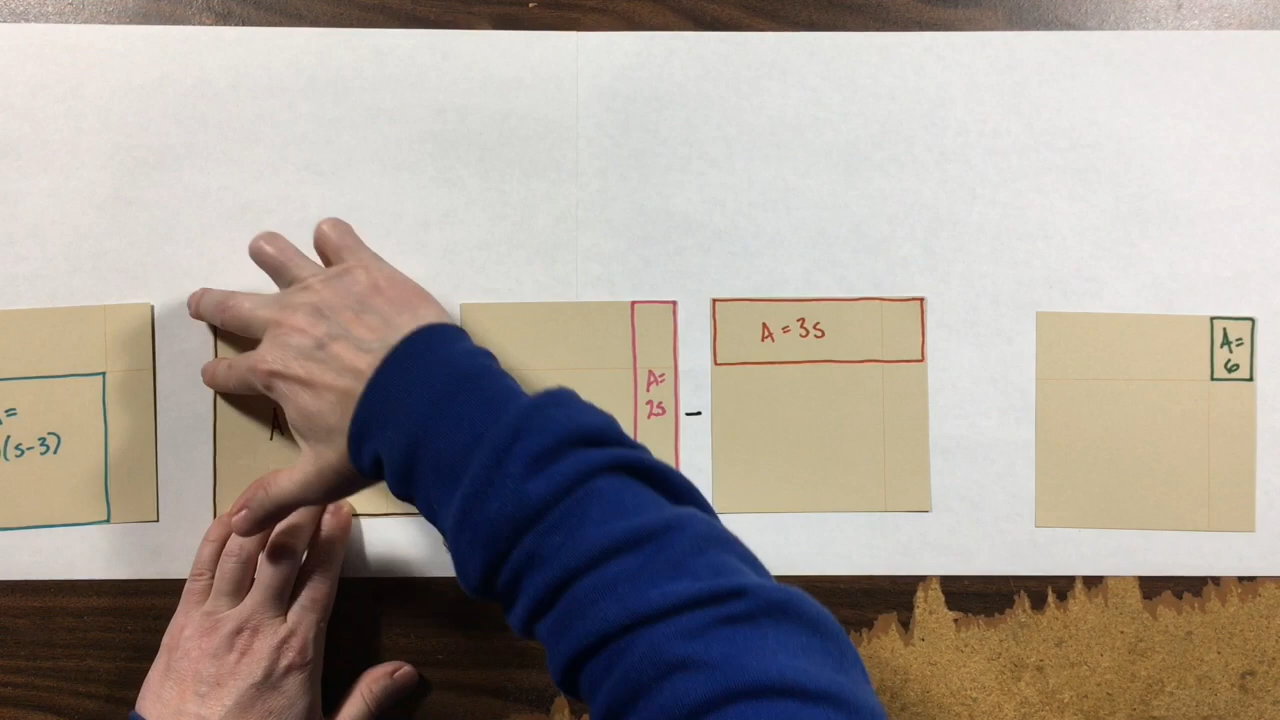 (s-3)
A
A=
2s
-
A = 3s
A=
6